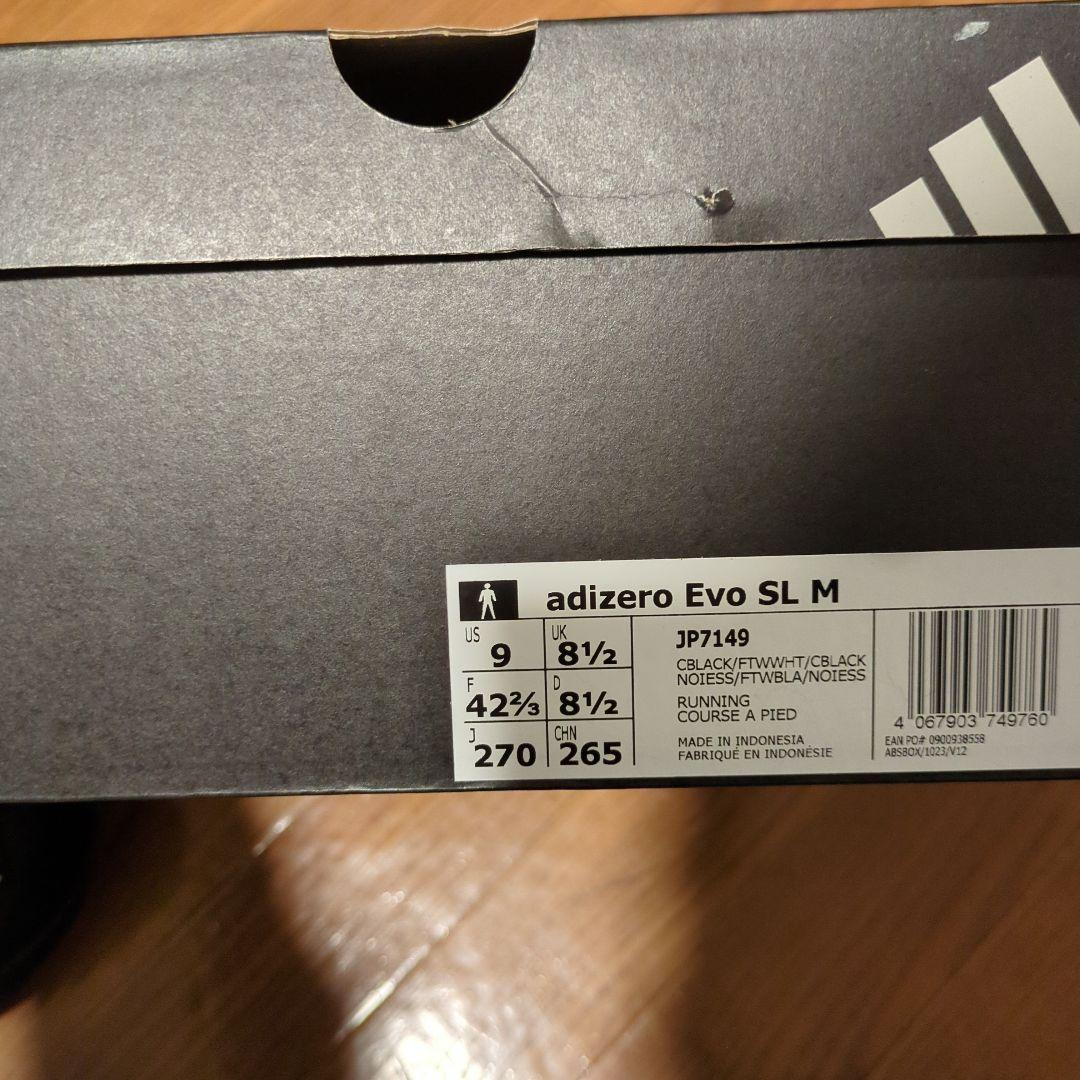 adizero Evo SL M
US 9 UK 8½
F 42⅔ D 8½
J 270 CHN 265
JP7149
CBLACK/FTWWHT/CBLACK
NOIESS/FTWBLA/NOIESS
RUNNING
COURSE A PIED
MADE IN INDONESIA
FABRIQUÉ EN INDONÉSIE
4 067903 749760
EAN PO# 0900938558
ABSBOX/1023/V12